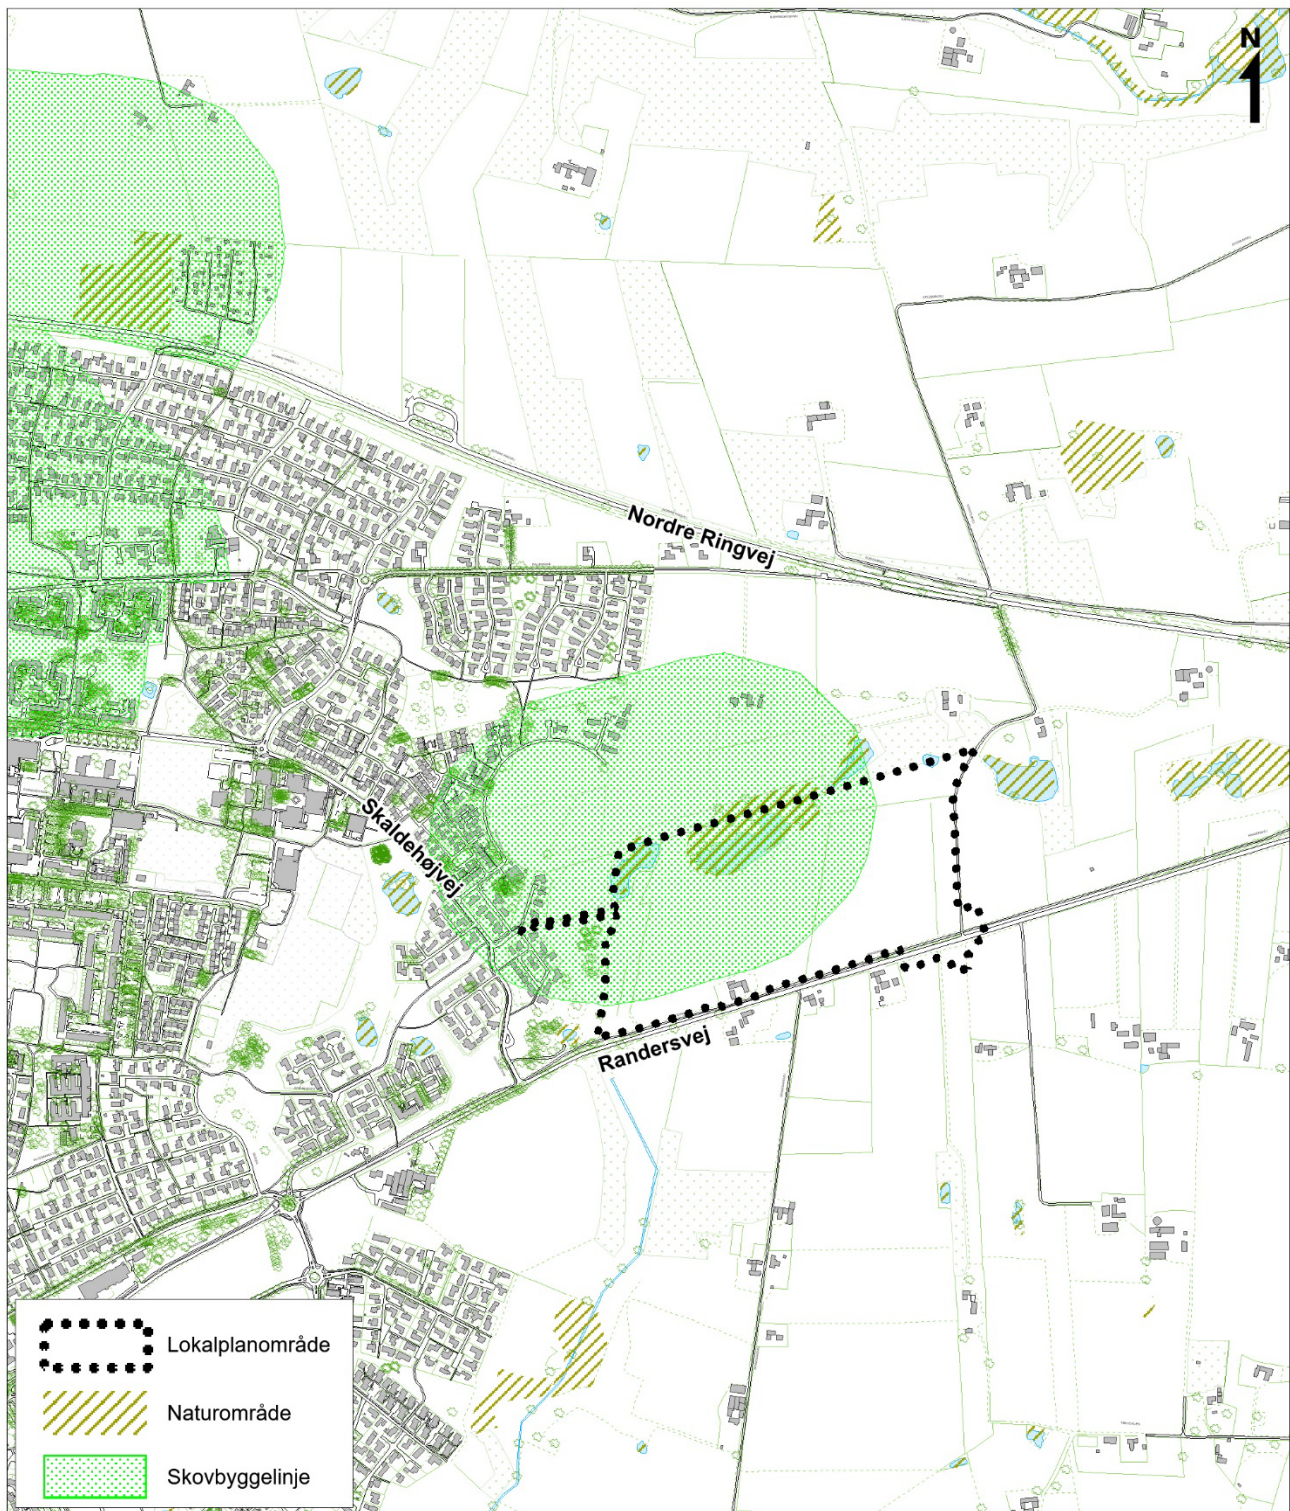 N
Nordre Ringvej
Skaldehøjvej
Randersvej
Lokalplanområde
Naturområde
Skovbyggelinje